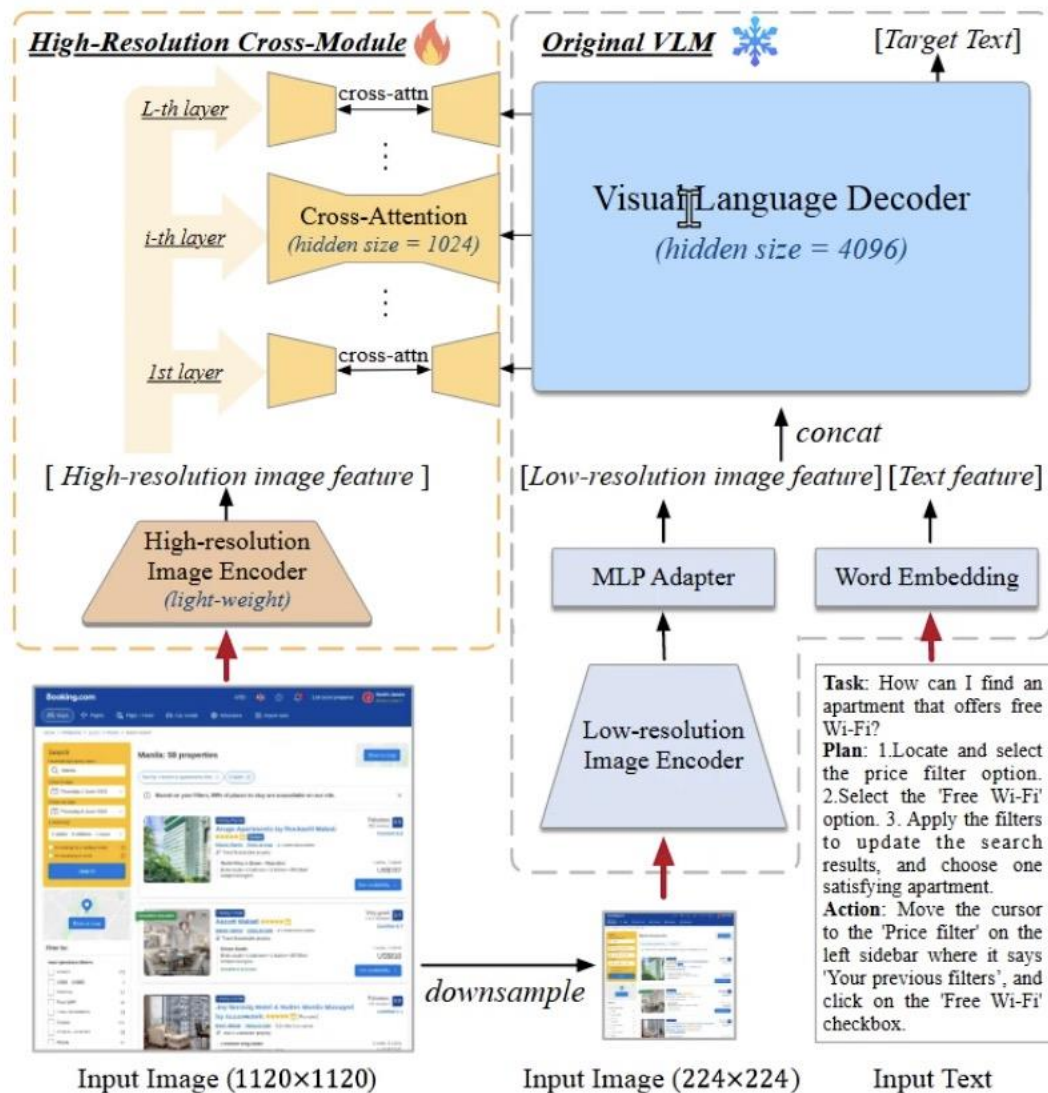 High-Resolution Cross-Module
Original VLM
[Target Text]
L-th layer
cross-attn
Visual Language Decoder
(hidden size = 4096)
i-th layer
Cross-Attention
(hidden size = 1024)
1st layer
cross-attn
concat
[ High-resolution image feature ]
[Low-resolution image feature] [Text feature]
High-resolution
Image Encoder
(light-weight)
MLP Adapter
Word Embedding
Low-resolution
Image Encoder
Task: How can I find an
apartment that offers free
Wi-Fi?
Plan: 1.Locate and select
the price filter option.
2.Select the 'Free Wi-Fi'
option. 3. Apply the filters
to update the search
results, and choose one
satisfying apartment.
Action: Move the cursor
to the 'Price filter' on the
left sidebar where it says
'Your previous filters', and
click on the 'Free Wi-Fi'
checkbox.
Booking.com
Manila: 58 properties
downsample
Input Image (1120×1120)
Input Image (224×224)
Input Text